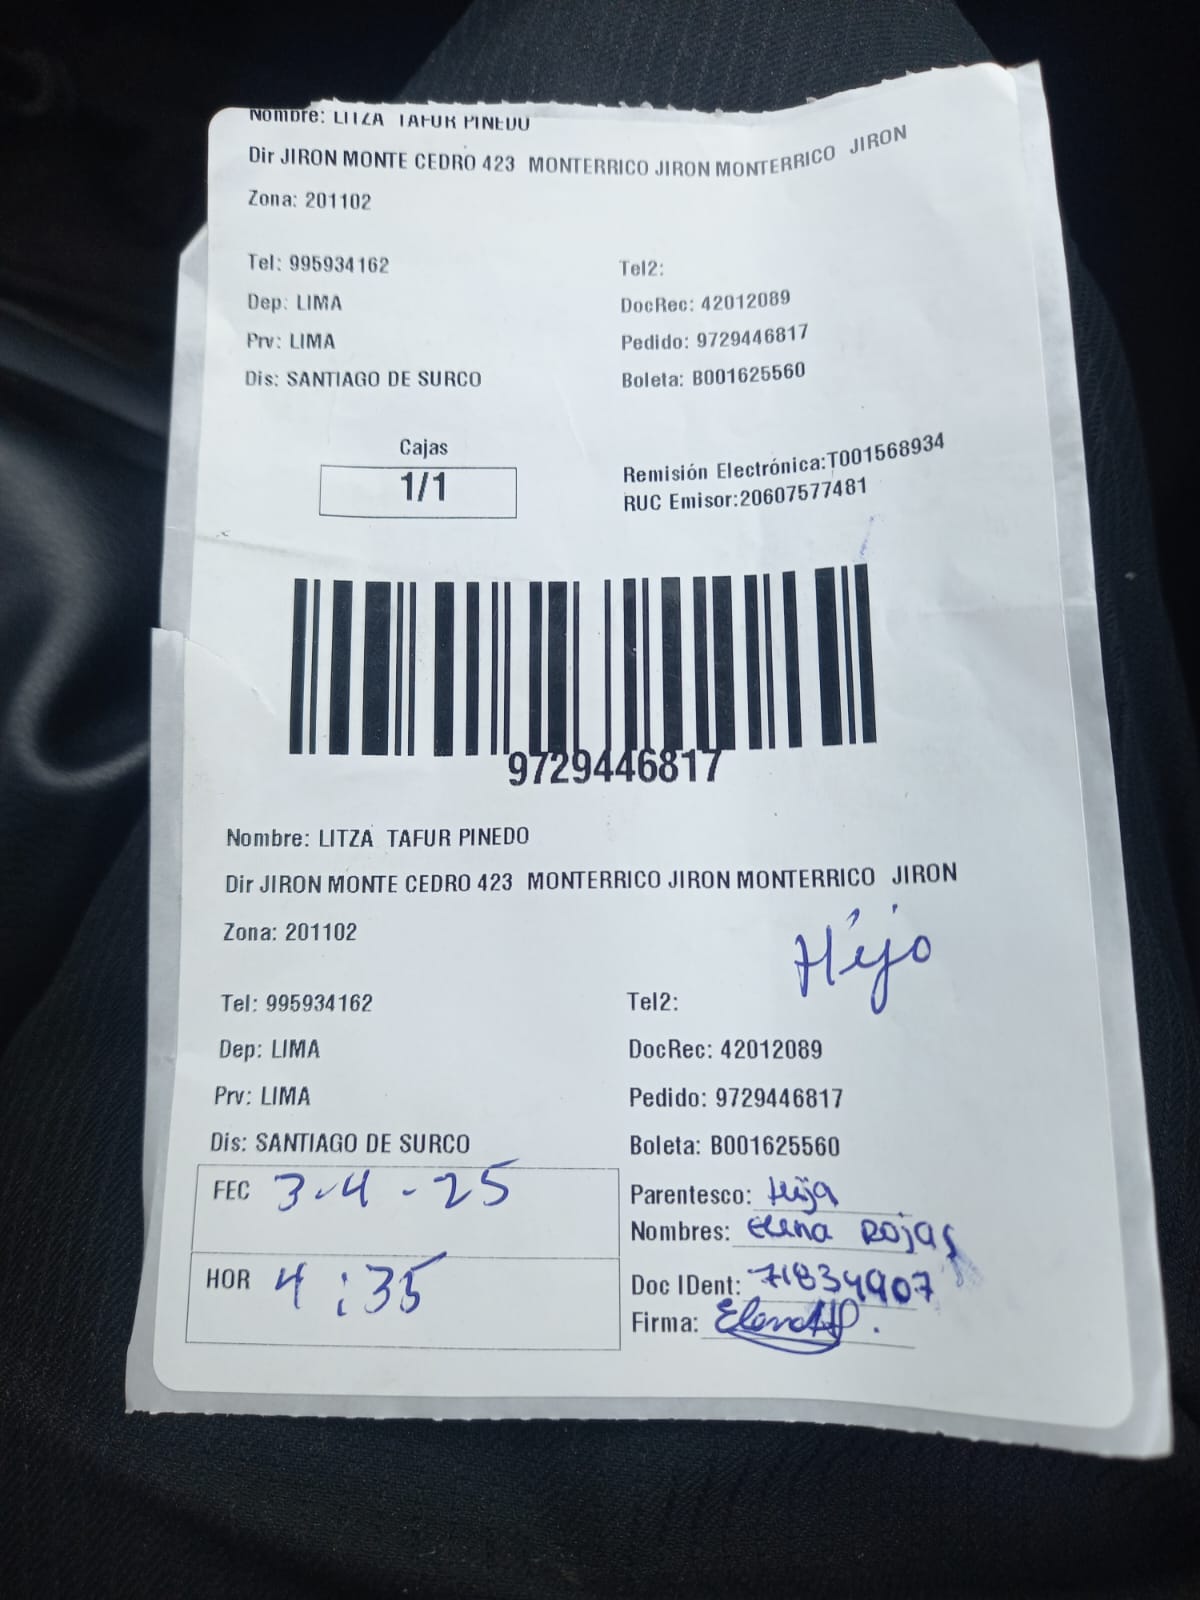 Nombre: LITZA TAFUR PINEDO
Dir JIRON MONTE CEDRO 423 MONTERRICO JIRON MONTERRICO JIRON
Zona: 201102
Tel: 995934162 Tel2:
Dep: LIMA DocRec: 42012089
Prv: LIMA Pedido: 9729446817
Dis: SANTIAGO DE SURCO Boleta: B001625560
Cajas
1/1
Remisión Electrónica:T001568934
RUC Emisor:20607577481
9729446817
Nombre: LITZA TAFUR PINEDO
Dir JIRON MONTE CEDRO 423 MONTERRICO JIRON MONTERRICO JIRON
Zona: 201102
Hijo
Tel: 995934162 Tel2:
Dep: LIMA DocRec: 42012089
Prv: LIMA Pedido: 9729446817
Dis: SANTIAGO DE SURCO Boleta: B001625560
FEC 3-4-25
Parentesco: Hija
Nombres: Elena Rojas
HOR 4:35
Doc IDent: 71834907
Firma: